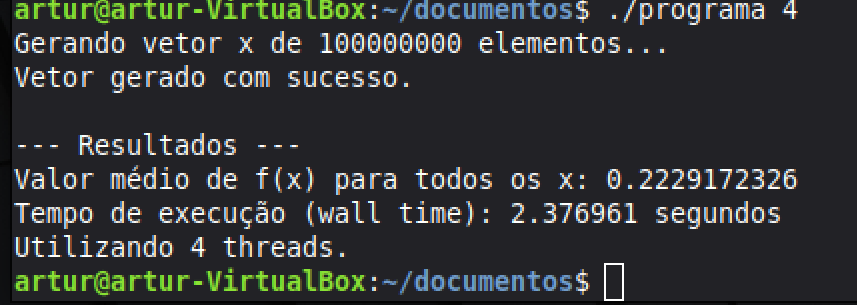 artur@artur-VirtualBox:~/documentos$ ./programa 4
Gerando vetor x de 100000000 elementos...
Vetor gerado com sucesso.

--- Resultados ---
Valor médio de f(x) para todos os x: 0.2229172326
Tempo de execução (wall time): 2.376961 segundos
Utilizando 4 threads.
artur@artur-VirtualBox:~/documentos$